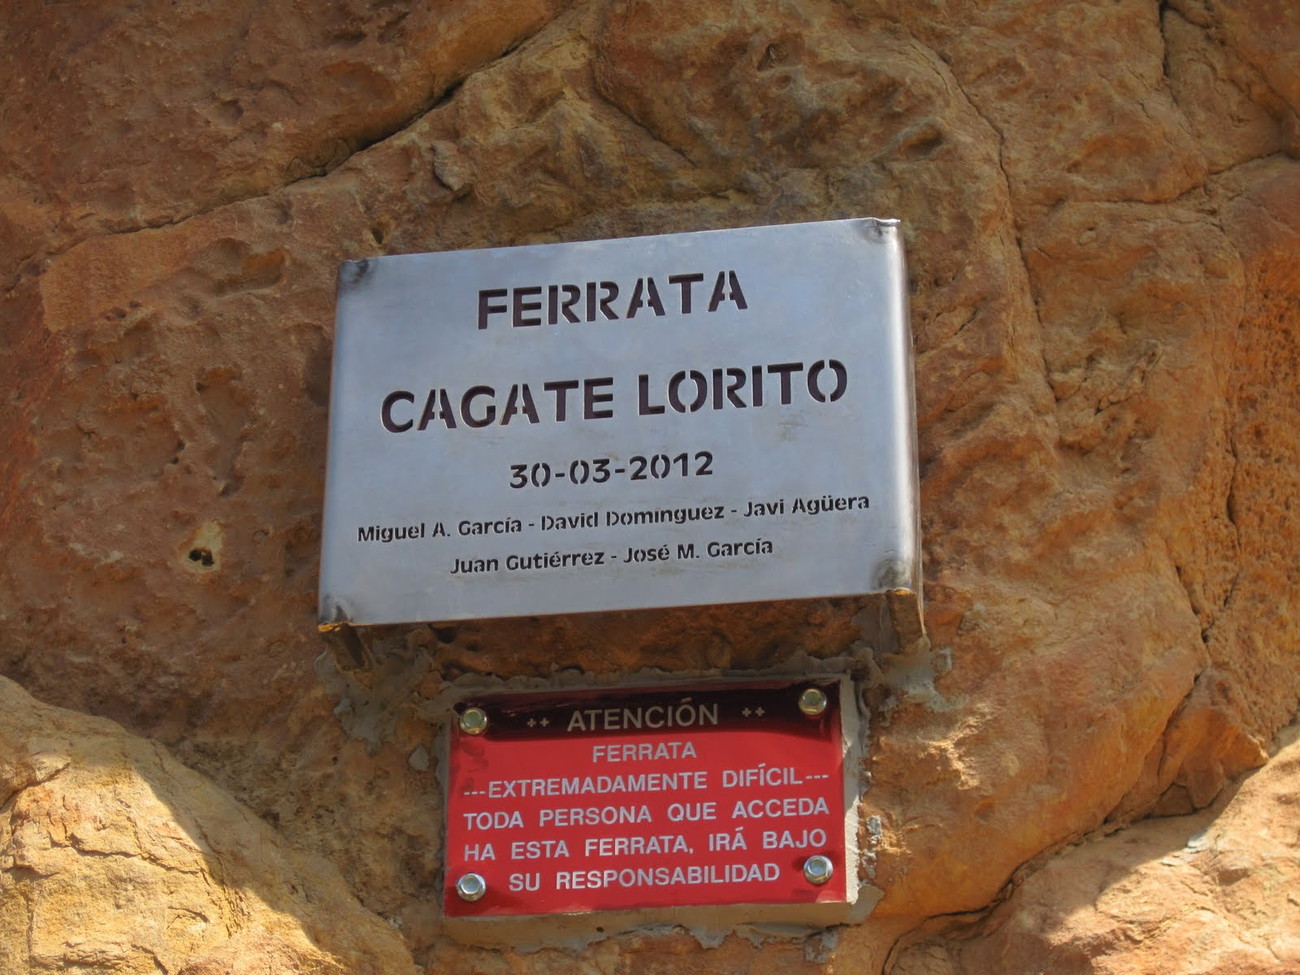 FERRATA
CAGATE LORITO
30-03-2012
Miguel A. García - David Dominguez - Javi Agüera
Juan Gutiérrez - José M. García
++ ATENCIÓN ++
FERRATA
---EXTREMADAMENTE DIFÍCIL---
TODA PERSONA QUE ACCEDA
HA ESTA FERRATA, IRÁ BAJO
SU RESPONSABILIDAD